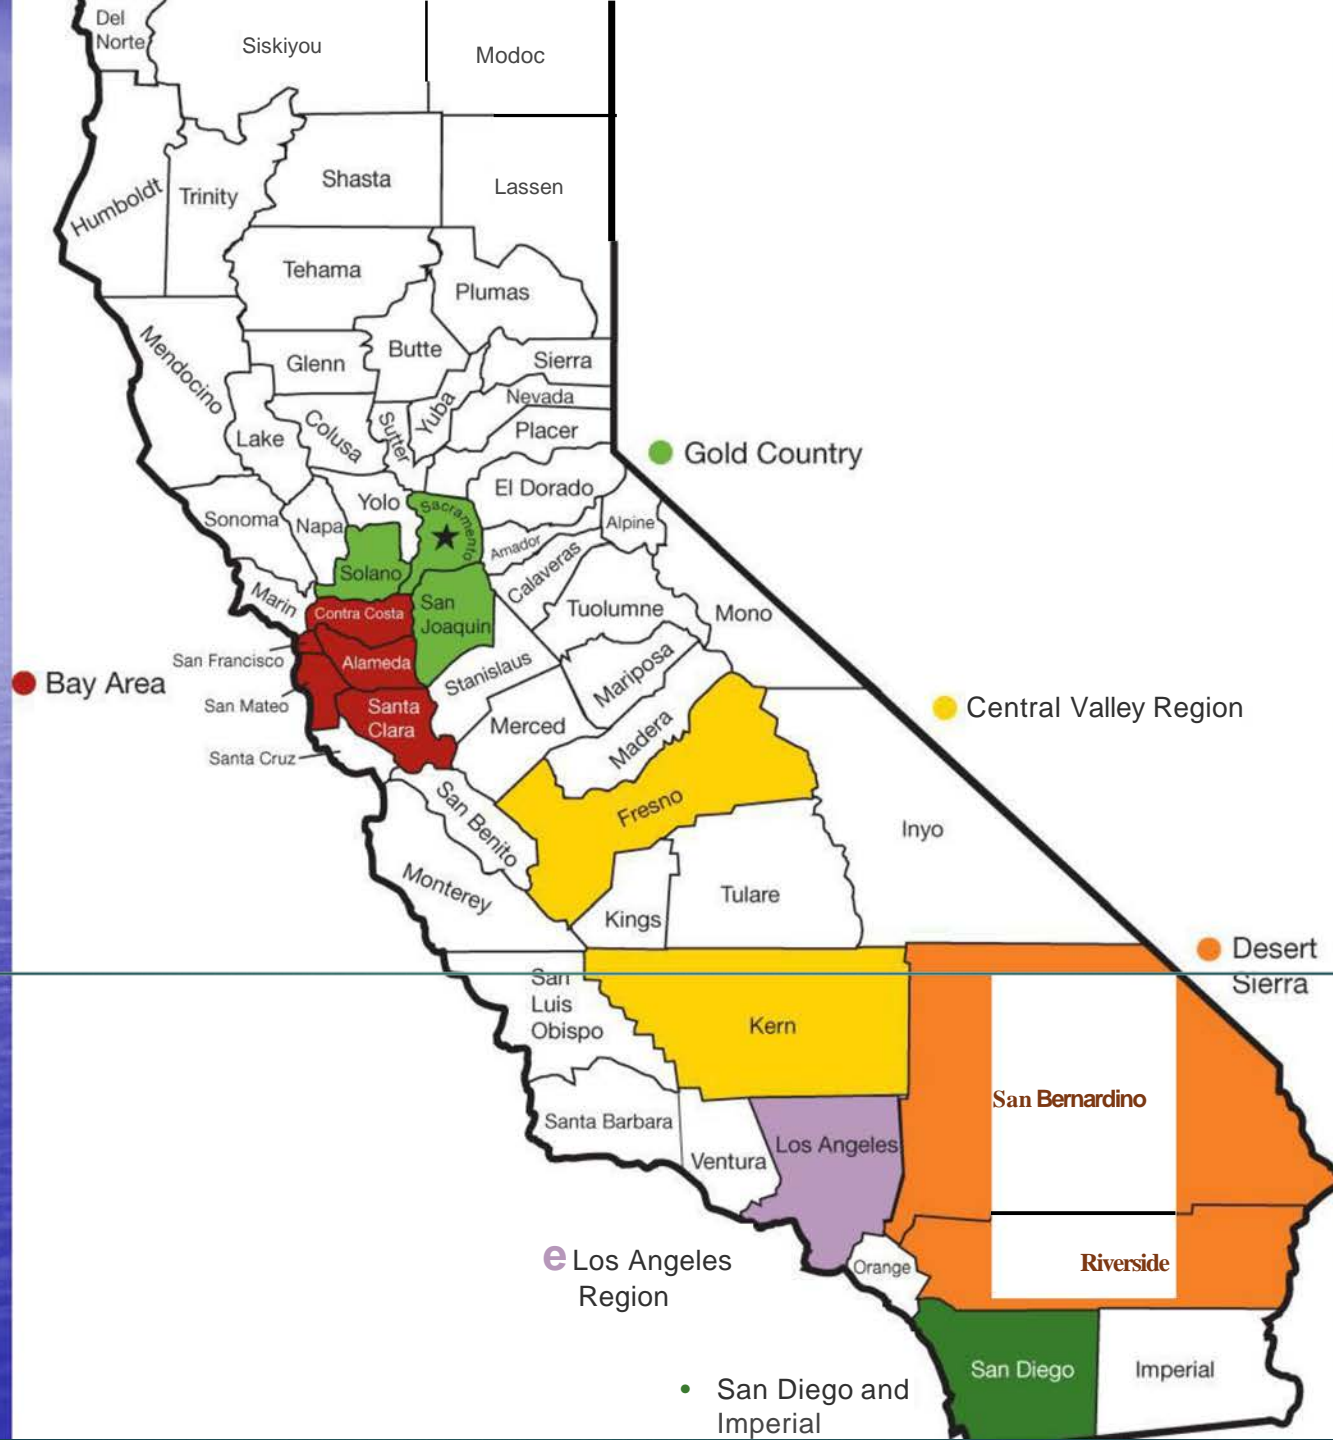 Del
Norte
Siskiyou
Modoc
Humboldt
Trinity
Shasta
Lassen
Tehama
Plumas
Mendocino
Glenn
Butte
Sierra
Lake
Colusa
Sutter
Yuba
Nevada
Placer
Gold Country
El Dorado
Sonoma
Napa
Yolo
Sacramento
Amador
Alpine
Solano
Calaveras
Marin
Contra Costa
San
Joaquin
Tuolumne
Mono
San Francisco
Alameda
Stanislaus
Mariposa
Bay Area
San Mateo
Santa
Clara
Merced
Madera
Central Valley Region
Santa Cruz
San Benito
Fresno
Inyo
Monterey
Kings
Tulare
Desert
Sierra
San
Luis
Obispo
Kern
San Bernardino
Santa Barbara
Ventura
Los Angeles
e Los Angeles
Region
Orange
Riverside
San Diego
Imperial
• San Diego and
Imperial